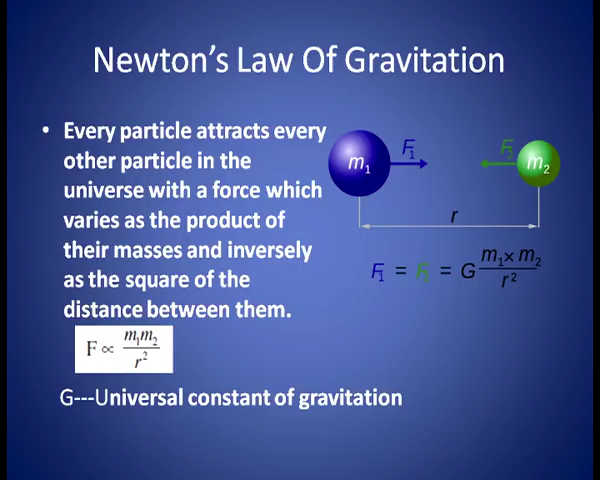 Newton's Law Of Gravitation
• Every particle attracts every
other particle in the
universe with a force which
varies as the product of
their masses and inversely
as the square of the
distance between them.
F ∝ m₁m₂ / r²
G---Universal constant of gravitation
m₁ F₁ F₂ m₂
r
F₁ = F₂ = G m₁ × m₂ / r²